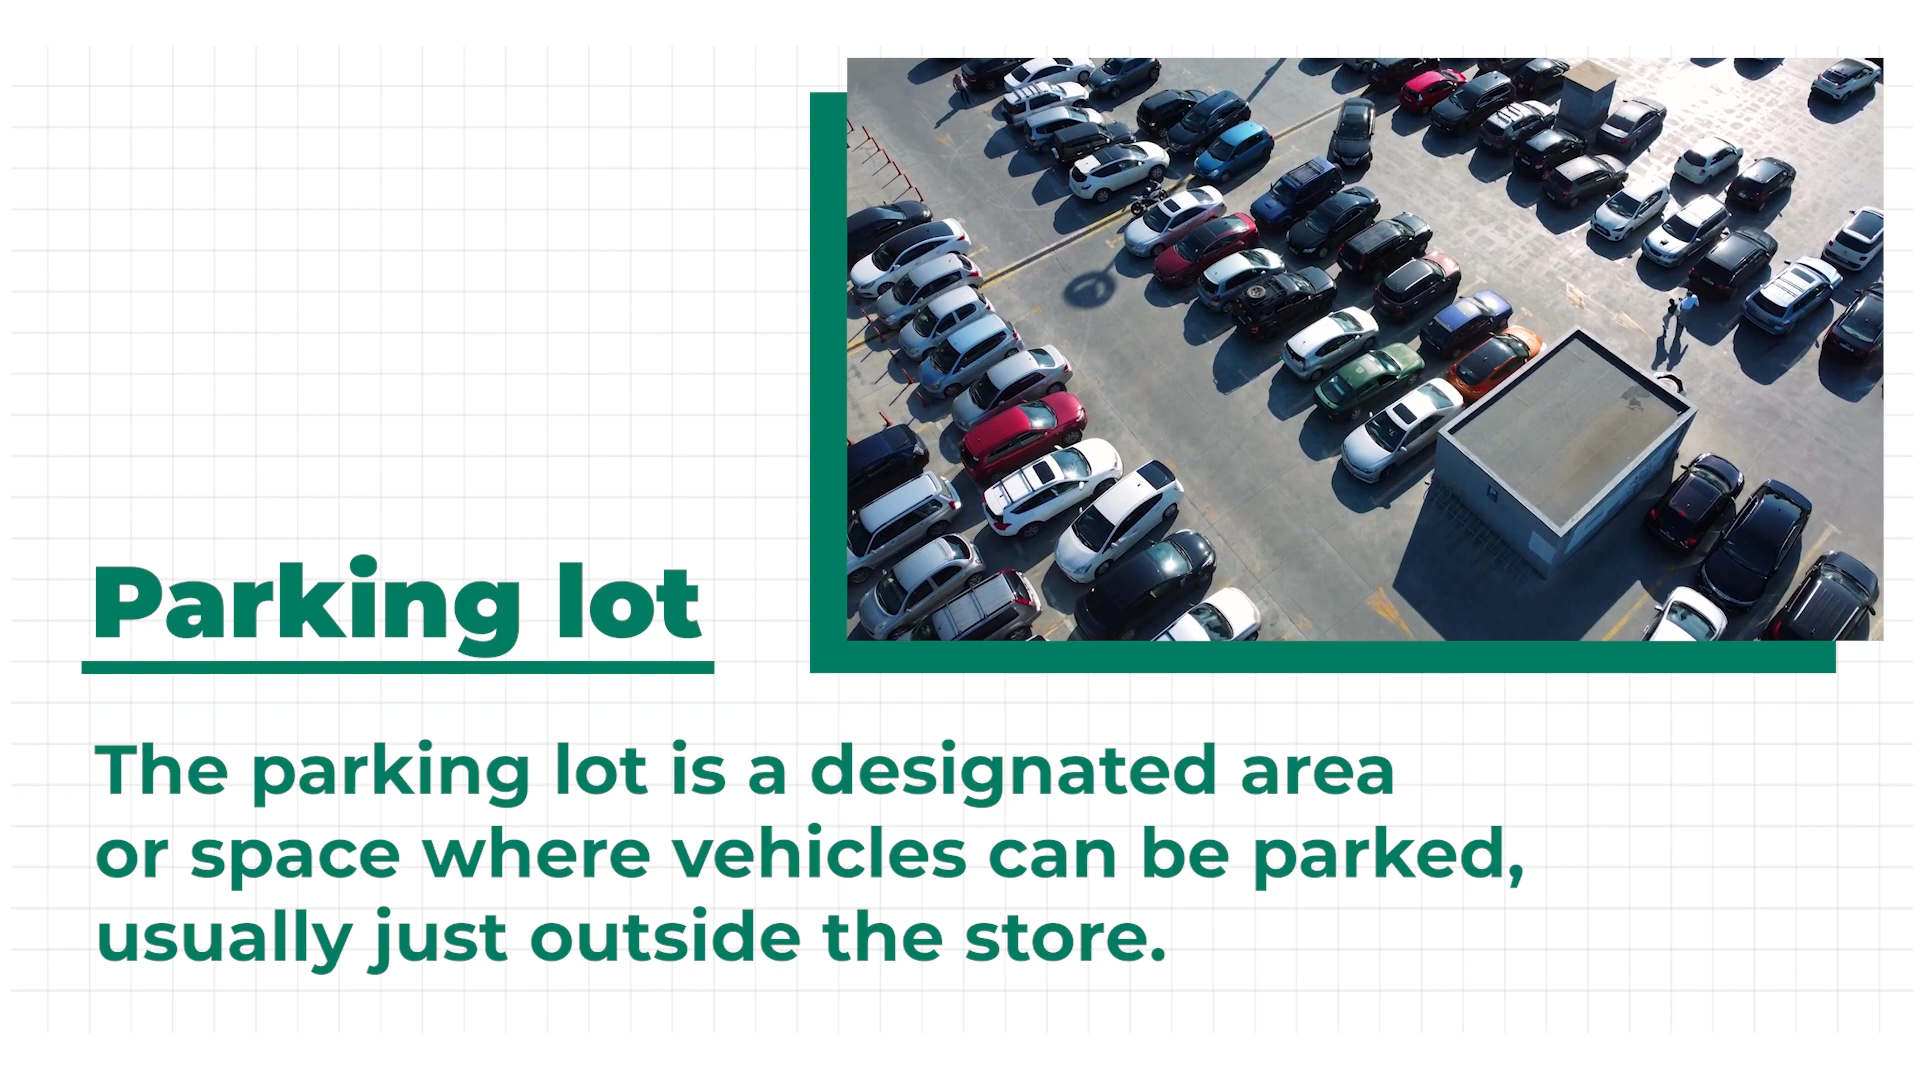 Parking lot
The parking lot is a designated area
or space where vehicles can be parked,
usually just outside the store.